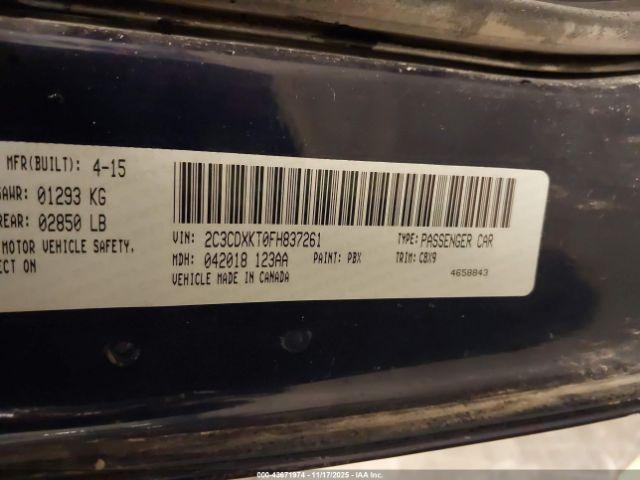 MFR(BUILT): 4-15
GAWR: 01293 KG
REAR: 02850 LB
MOTOR VEHICLE SAFETY,
ECT ON
VIN: 2C3CDXKT0FH837261
TYPE: PASSENGER CAR
MDH: 042018 123AA
PAINT: PBX
TRIM: CBX9
VEHICLE MADE IN CANADA
4658843
000-43671974 - 11/17/2025 - IAA Inc.